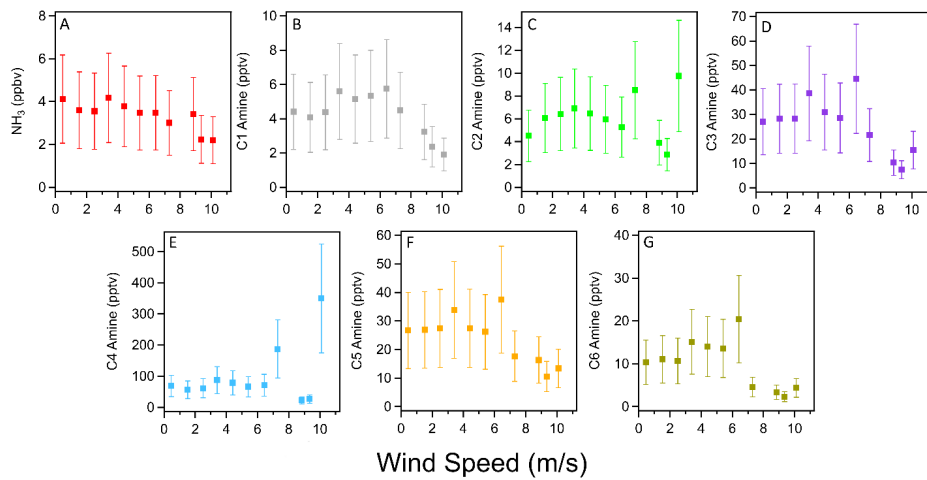 A
NH₃ (ppbv)
8
6
4
2
0
0 2 4 6 8 10
B
C1 Amine (pptv)
10
8
6
4
2
0
0 2 4 6 8 10
C
C2 Amine (pptv)
14
12
10
8
6
4
2
0
0 2 4 6 8 10
D
C3 Amine (pptv)
70
60
50
40
30
20
10
0
0 2 4 6 8 10
E
C4 Amine (pptv)
500
400
300
200
100
0
0 2 4 6 8 10
F
C5 Amine (pptv)
60
50
40
30
20
10
0
0 2 4 6 8 10
G
C6 Amine (pptv)
40
30
20
10
0
0 2 4 6 8 10
Wind Speed (m/s)